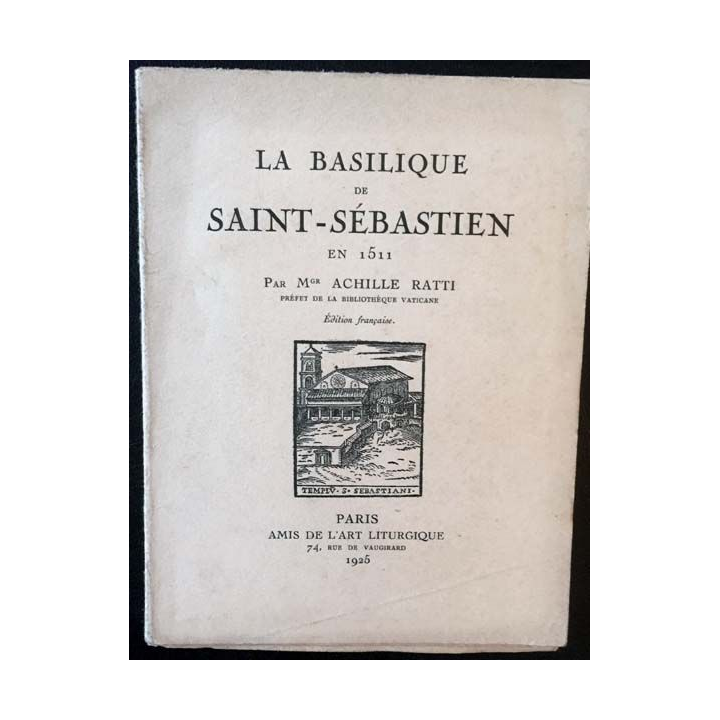 LA BASILIQUE
DE
SAINT-SÉBASTIEN
EN 1511
PAR MGR ACHILLE RATTI
PRÉFET DE LA BIBLIOTHÈQUE VATICANE
Édition française.
TEMPLV · S · SEBASTIANI ·
PARIS
AMIS DE L'ART LITURGIQUE
74, RUE DE VAUGIRARD
1925